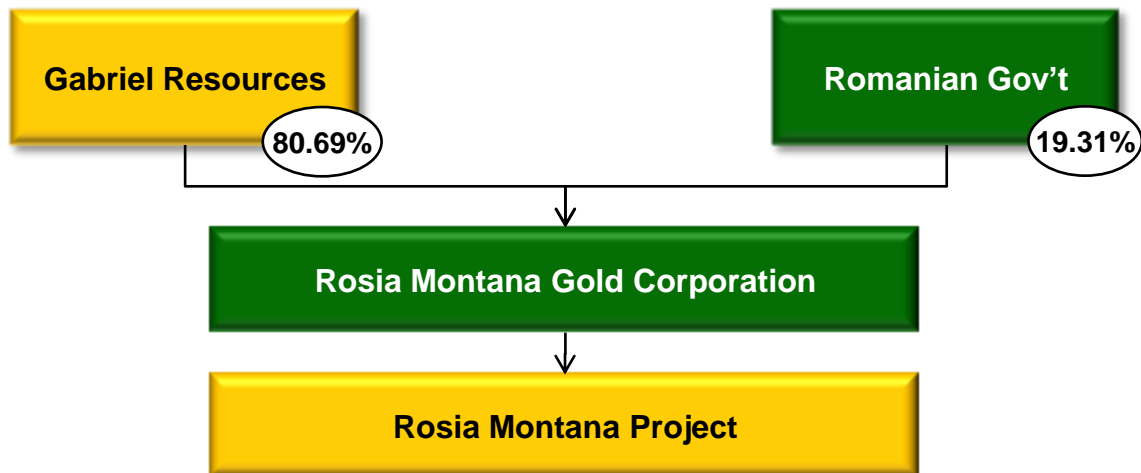 Gabriel Resources
80.69%
Romanian Gov’t
19.31%
Rosia Montana Gold Corporation
Rosia Montana Project